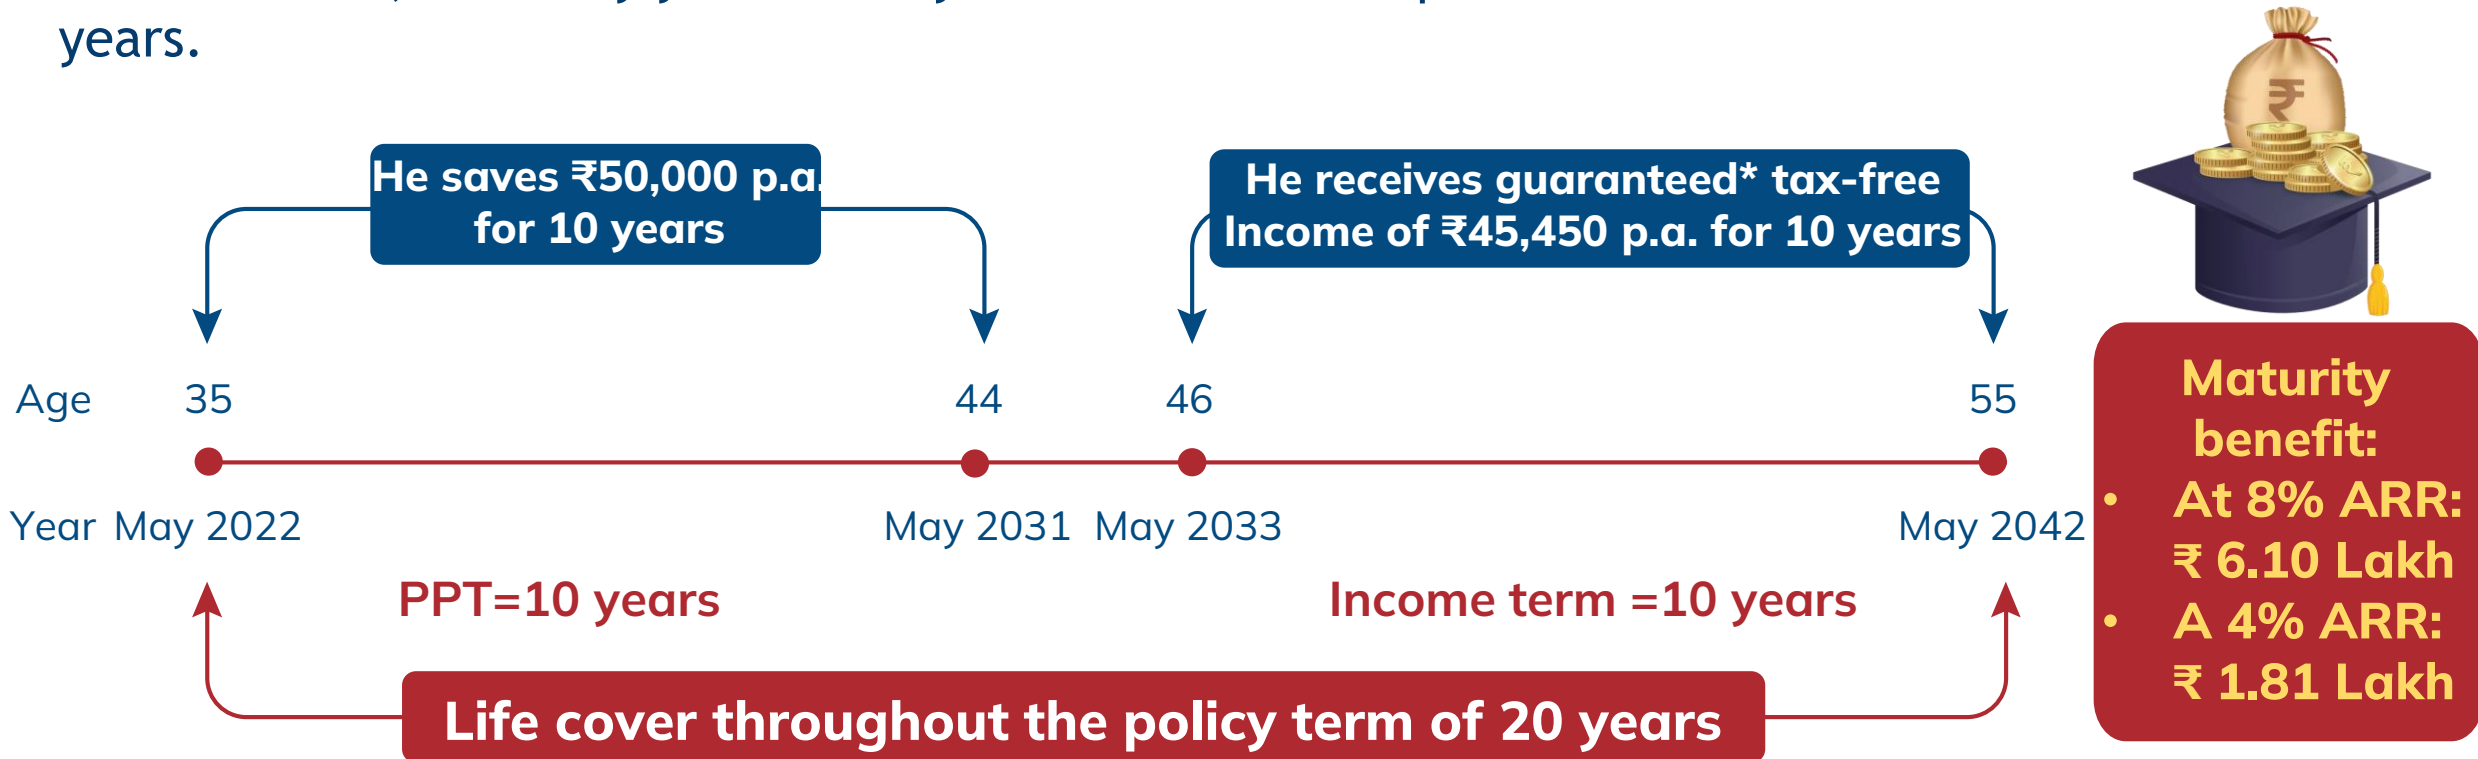 years.
He saves ₹50,000 p.a.
for 10 years
He receives guaranteed* tax-free
Income of ₹45,450 p.a. for 10 years
₹
Age 35 44 46 55
Year May 2022 May 2031 May 2033 May 2042
PPT=10 years
Income term =10 years
Life cover throughout the policy term of 20 years
Maturity
benefit:
• At 8% ARR:
₹ 6.10 Lakh
• A 4% ARR:
₹ 1.81 Lakh